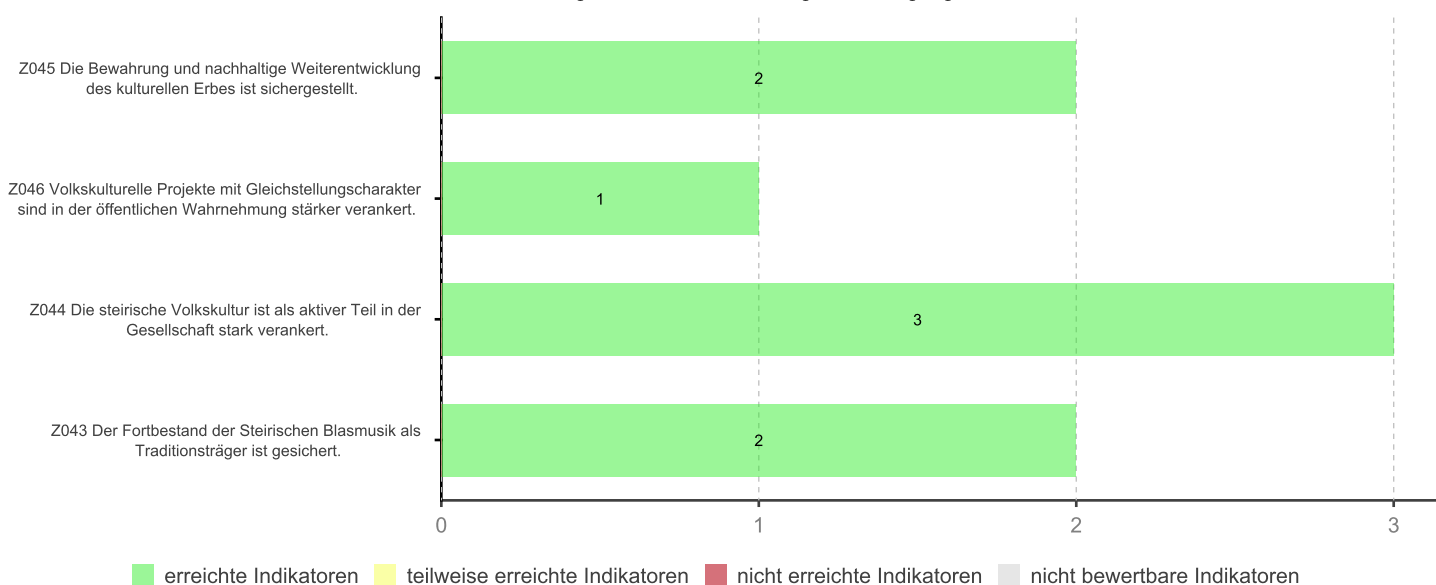 Z045 Die Bewahrung und nachhaltige Weiterentwicklung
des kulturellen Erbes ist sichergestellt.
2
Z046 Volkskulturelle Projekte mit Gleichstellungscharakter
sind in der öffentlichen Wahrnehmung stärker verankert.
1
Z044 Die steirische Volkskultur ist als aktiver Teil in der
Gesellschaft stark verankert.
3
Z043 Der Fortbestand der Steirischen Blasmusik als
Traditionsträger ist gesichert.
2
0 1 2 3
erreichte Indikatoren teilweise erreichte Indikatoren nicht erreichte Indikatoren nicht bewertbare Indikatoren